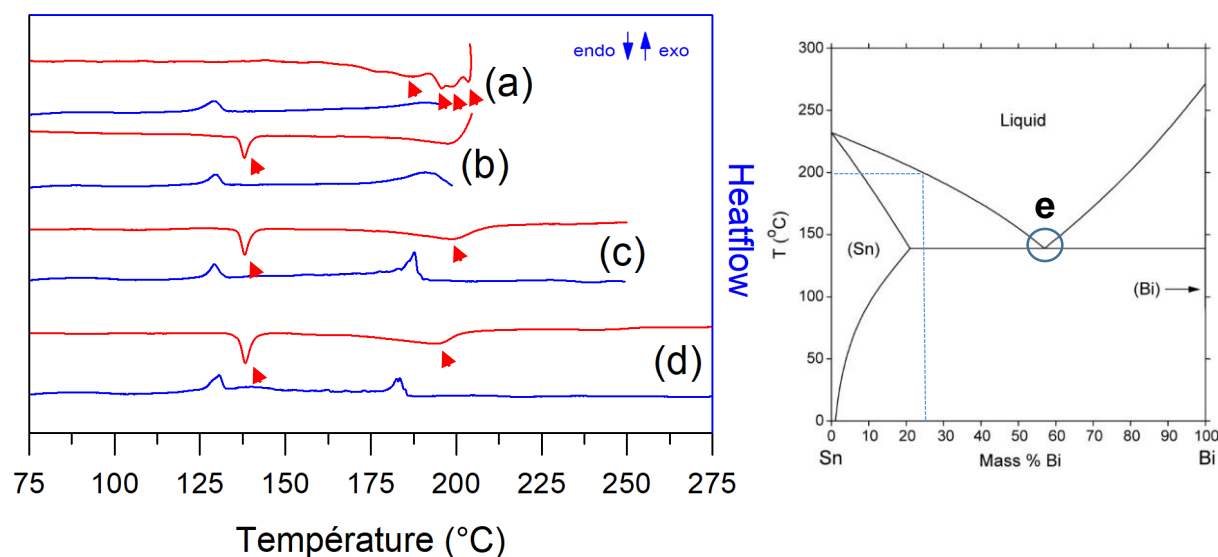 endo exo
(a)
(b)
(c)
(d)
75 100 125 150 175 200 225 250 275
Température (°C)
Heatflow
300
250
200
150
100
50
0
T (°C)
Liquid
e
(Sn)
(Bi)
0 10 20 30 40 50 60 70 80 90 100
Sn Mass % Bi Bi